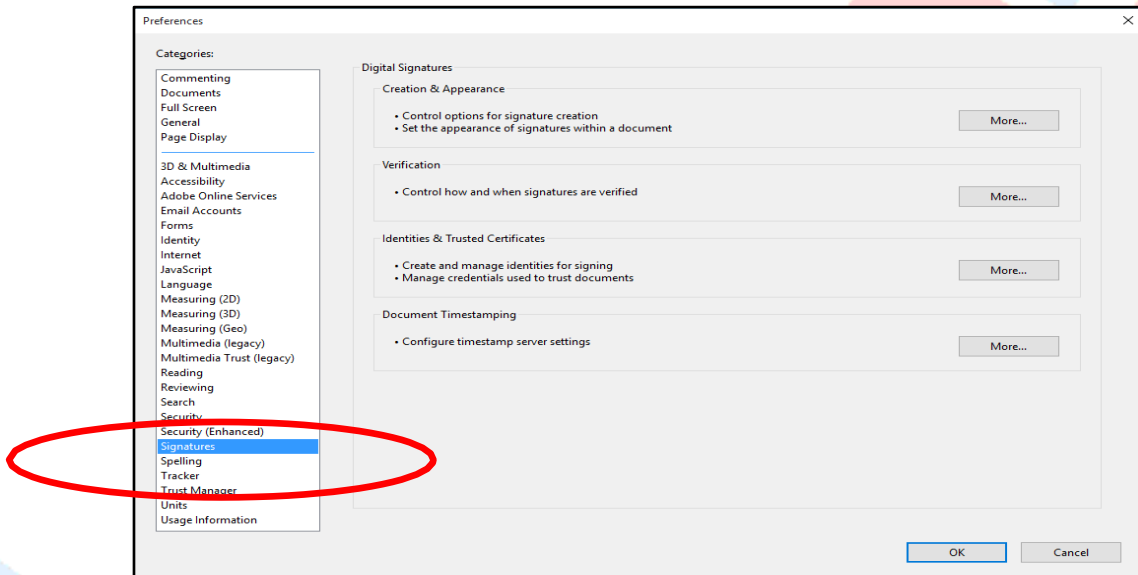 Preferences
Categories:
Commenting
Documents
Full Screen
General
Page Display
3D & Multimedia
Accessibility
Adobe Online Services
Email Accounts
Forms
Identity
Internet
JavaScript
Language
Measuring (2D)
Measuring (3D)
Measuring (Geo)
Multimedia (legacy)
Multimedia Trust (legacy)
Reading
Reviewing
Search
Security
Security (Enhanced)
Signatures
Spelling
Tracker
Trust Manager
Units
Usage Information
Digital Signatures
Creation & Appearance
• Control options for signature creation
• Set the appearance of signatures within a document
More...
Verification
• Control how and when signatures are verified
More...
Identities & Trusted Certificates
• Create and manage identities for signing
• Manage credentials used to trust documents
More...
Document Timestamping
• Configure timestamp server settings
More...
OK
Cancel